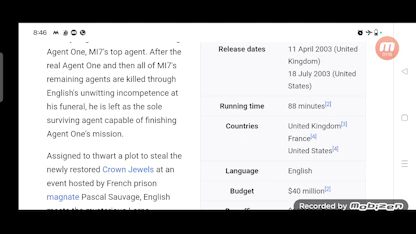 8:46
Agent One, MI7's top agent. After the
real Agent One and then all of MI7's
remaining agents are killed through
English's unwitting incompetence at
his funeral, he is left as the sole
surviving agent capable of finishing
Agent One's mission.
Assigned to thwart a plot to steal the
newly restored Crown Jewels at an
event hosted by French prison
magnate Pascal Sauvage, English
Release dates
11 April 2003 (United
Kingdom)
18 July 2003 (United
States)
Running time
88 minutes[2]
Countries
United Kingdom[3]
France[4]
United States[4]
Language
English
Budget
$40 million[2]
Recorded by Mobizen